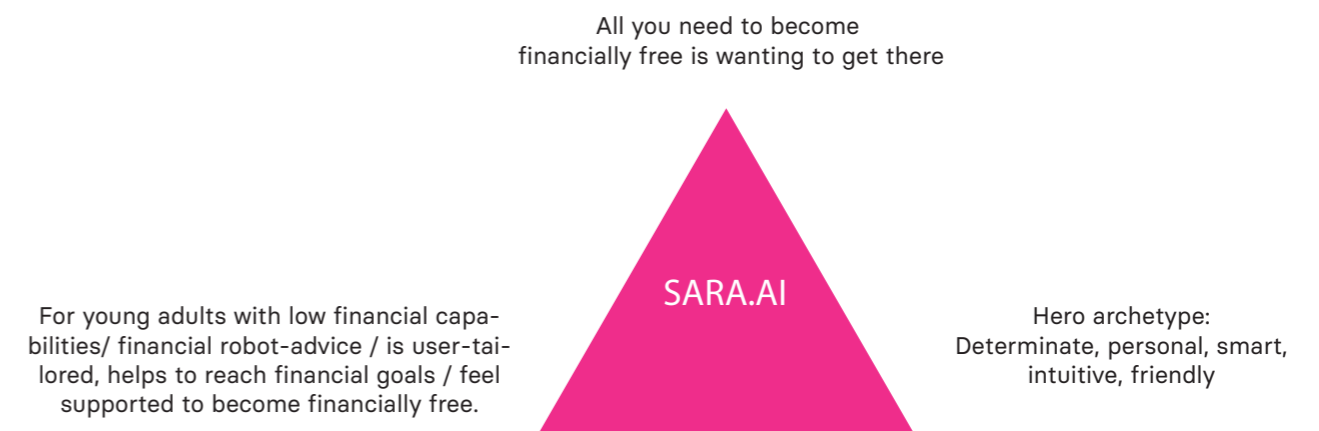 All you need to become
financially free is wanting to get there
SARA.AI
For young adults with low financial capa-
bilities/ financial robot-advice / is user-tai-
lored, helps to reach financial goals / feel
supported to become financially free.
Hero archetype:
Determinate, personal, smart,
intuitive, friendly